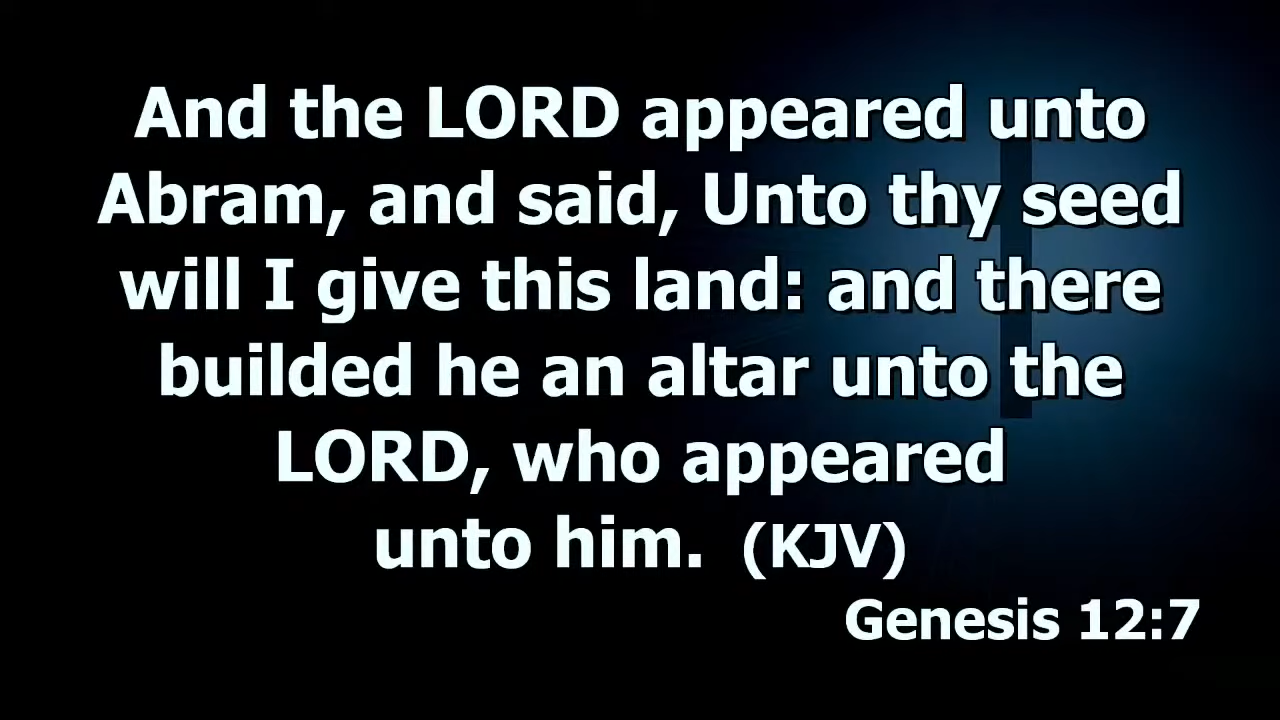 And the LORD appeared unto
Abram, and said, Unto thy seed
will I give this land: and there
builded he an altar unto the
LORD, who appeared
unto him. (KJV)
Genesis 12:7